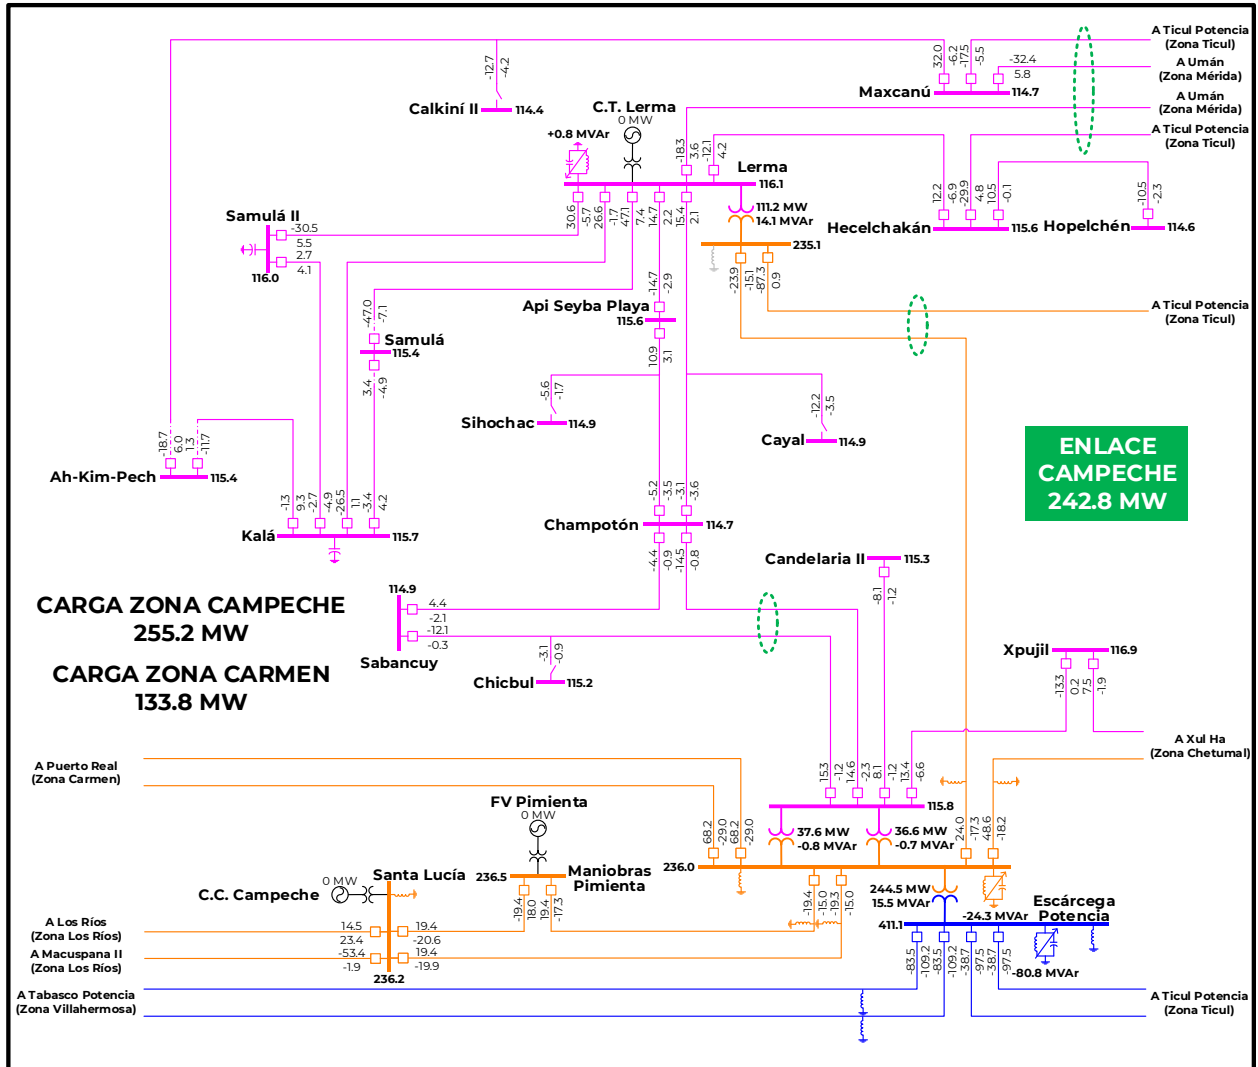 A Ticul Potencia
(Zona Ticul)
A Umán
(Zona Mérida)
A Umán
(Zona Mérida)
A Ticul Potencia
(Zona Ticul)
32.0
-6.2
-17.5
-5.5
-32.4
5.8
Maxcanú
114.7
-12.7
-4.2
Calkiní II
114.4
C.T. Lerma
0 MW
+0.8 MVAr
-18.3
3.6
-12.1
4.2
Lerma
116.1
30.6
-5.7
26.6
-1.7
47.1
7.4
14.7
2.2
15.4
2.1
111.2 MW
14.1 MVAr
235.1
-23.9
-15.1
-87.3
0.9
12.2
-6.9
-29.9
4.8
10.5
-0.1
Hecelchakán
115.6
-10.5
-2.3
Hopelchén
114.6
A Ticul Potencia
(Zona Ticul)
Samulá II
-30.5
5.5
2.7
4.1
116.0
-47.0
-7.1
Samulá
115.4
3.4
-4.9
-14.7
-2.9
Api Seyba Playa
115.6
10.9
3.1
-5.6
-1.7
Sihochac
114.9
-12.2
-3.5
Cayal
114.9
-18.7
6.0
1.3
-11.7
Ah-Kim-Pech
115.4
-1.3
9.3
-2.7
-4.9
-26.5
1.1
-3.4
4.2
Kalá
115.7
-5.2
-3.5
-3.1
-3.6
Champotón
114.7
-4.4
-0.9
-14.5
-0.8
ENLACE
CAMPECHE
242.8 MW
Candelaria II
115.3
-8.1
-1.2
CARGA ZONA CAMPECHE
255.2 MW
CARGA ZONA CARMEN
133.8 MW
114.9
4.4
-2.1
-12.1
-0.3
Sabancuy
-3.1
-0.9
Chicbul
115.2
Xpujil
116.9
-13.3
0.2
7.5
-1.9
A Xul Ha
(Zona Chetumal)
A Puerto Real
(Zona Carmen)
15.3
-1.2
14.6
-2.3
8.1
-1.2
13.4
-6.6
115.8
68.2
-29.0
68.2
-29.0
37.6 MW
-0.8 MVAr
36.6 MW
-0.7 MVAr
24.0
-17.3
48.6
-18.2
236.0
FV Pimienta
0 MW
236.5
Maniobras
Pimienta
-19.4
18.0
19.4
-17.3
-19.4
-15.0
-19.3
-15.0
Santa Lucía
0 MW
C.C. Campeche
A Los Ríos
(Zona Los Ríos)
A Macuspana II
(Zona Los Ríos)
14.5
23.4
-53.4
-1.9
19.4
-20.6
19.4
-19.9
236.2
244.5 MW
15.5 MVAr
Escárcega
Potencia
-24.3 MVAr
411.1
-83.5
-109.2
-83.5
-109.2
-38.7
-97.5
-38.7
-97.5
-80.8 MVAr
A Tabasco Potencia
(Zona Villahermosa)
A Ticul Potencia
(Zona Ticul)